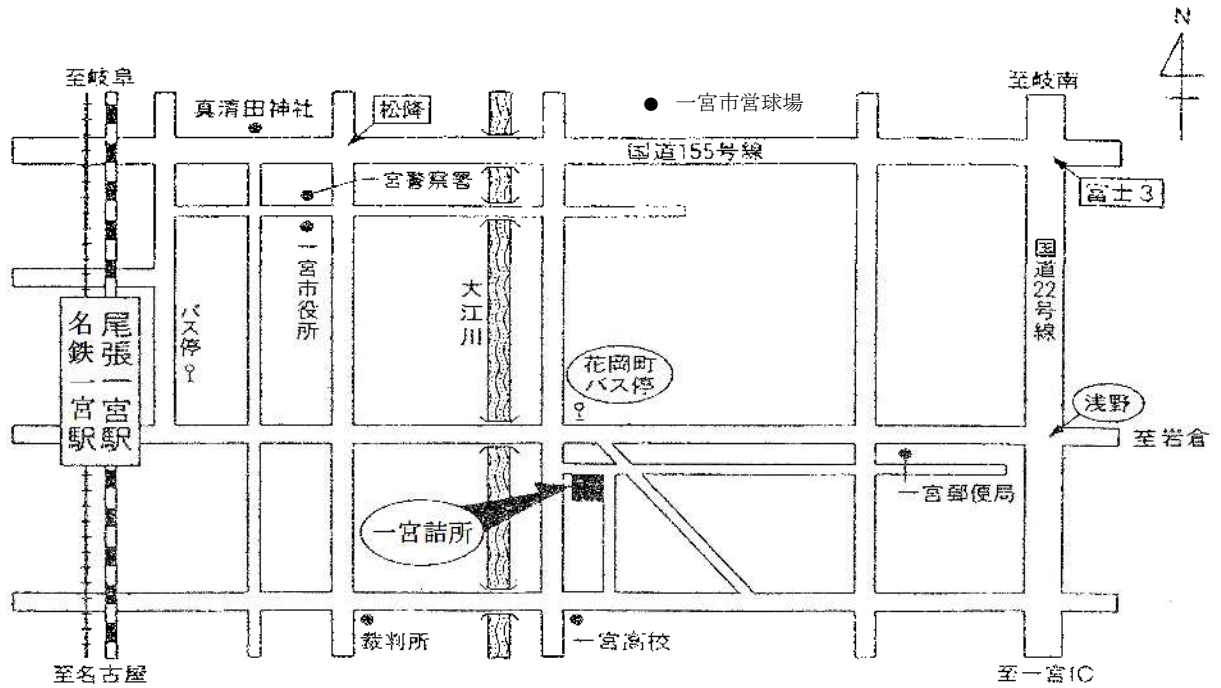 N
至岐阜
至岐南
真清田神社
松降
一宮市営球場
国道155号線
一宮警察署
富士3
一宮市役所
大江川
国道22号線
バス停
尾張一宮駅
名鉄一宮駅
花岡町
バス停
浅野
至岩倉
一宮郵便局
一宮詰所
裁判所
一宮高校
至名古屋
至一宮IC